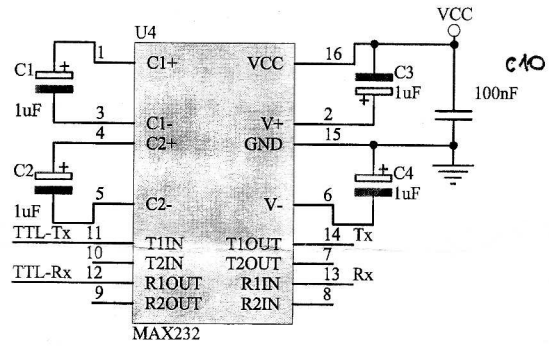 U4
VCC
1
C1+
VCC
16
C1
+
1uF
C3
1uF
+
C10
100nF
3
C1-
V+
2
4
C2+
GND
15
C2
+
1uF
+
C4
1uF
5
C2-
V-
6
TTL-Tx
11
T1IN
T1OUT
14
Tx
10
T2IN
T2OUT
7
TTL-Rx
12
R1OUT
R1IN
13
Rx
9
R2OUT
R2IN
8
MAX232